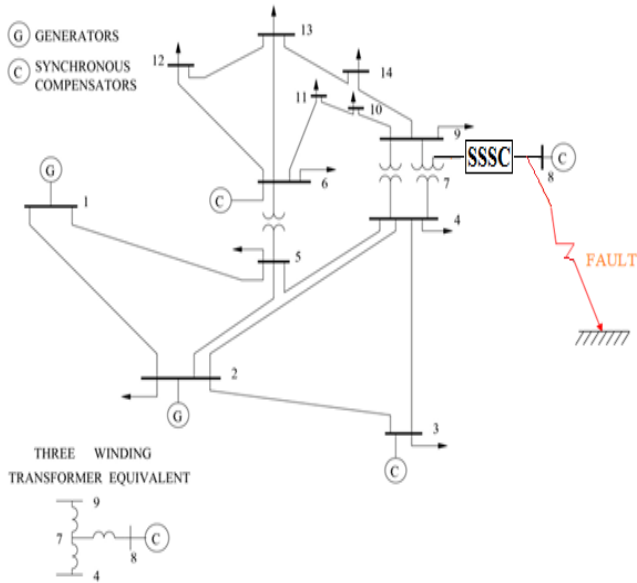 G GENERATORS
C SYNCHRONOUS
COMPENSATORS
13
12
14
11
10
9
SSSC
C
8
7
G
1
C
6
4
5
FAULT
2
G
3
C
THREE WINDING
TRANSFORMER EQUIVALENT
9
7
C
8
4